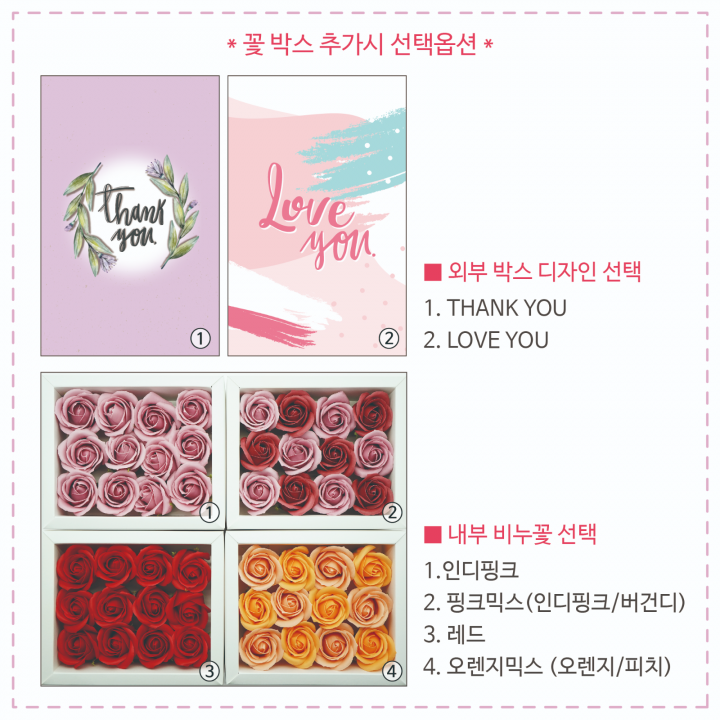 * 꽃 박스 추가시 선택옵션 *
thank
you
①
Love
you.
②
■ 외부 박스 디자인 선택
1. THANK YOU
2. LOVE YOU
①
②
③
④
■ 내부 비누꽃 선택
1.인디핑크
2. 핑크믹스(인디핑크/버건디)
3. 레드
4. 오렌지믹스 (오렌지/피치)